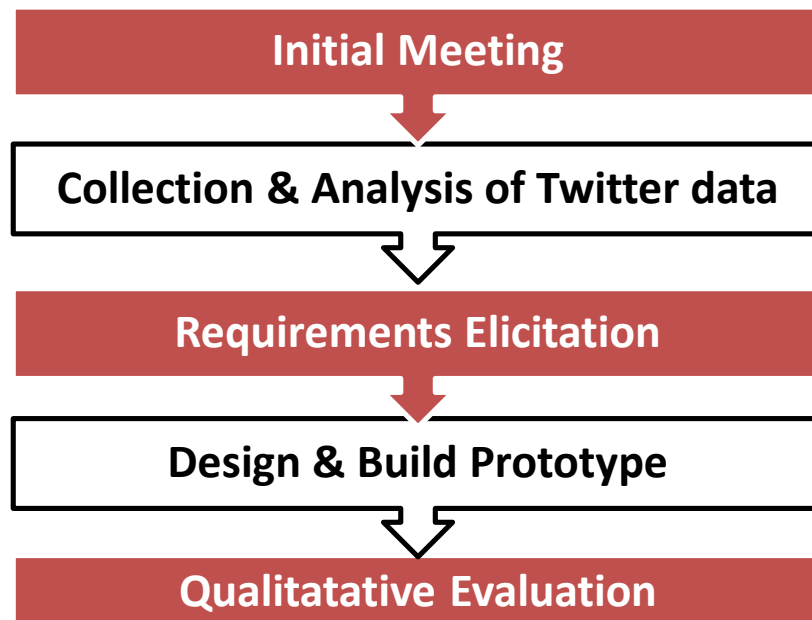 Initial Meeting
Collection & Analysis of Twitter data
Requirements Elicitation
Design & Build Prototype
Qualitatative Evaluation